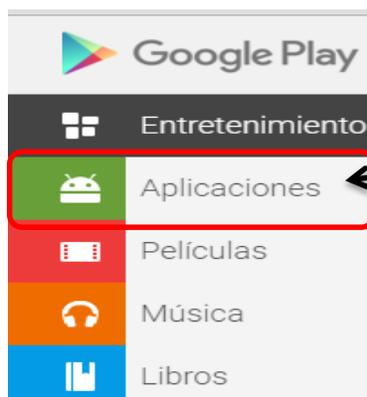 Google Play
Entretenimiento
Aplicaciones
Películas
Música
Libros